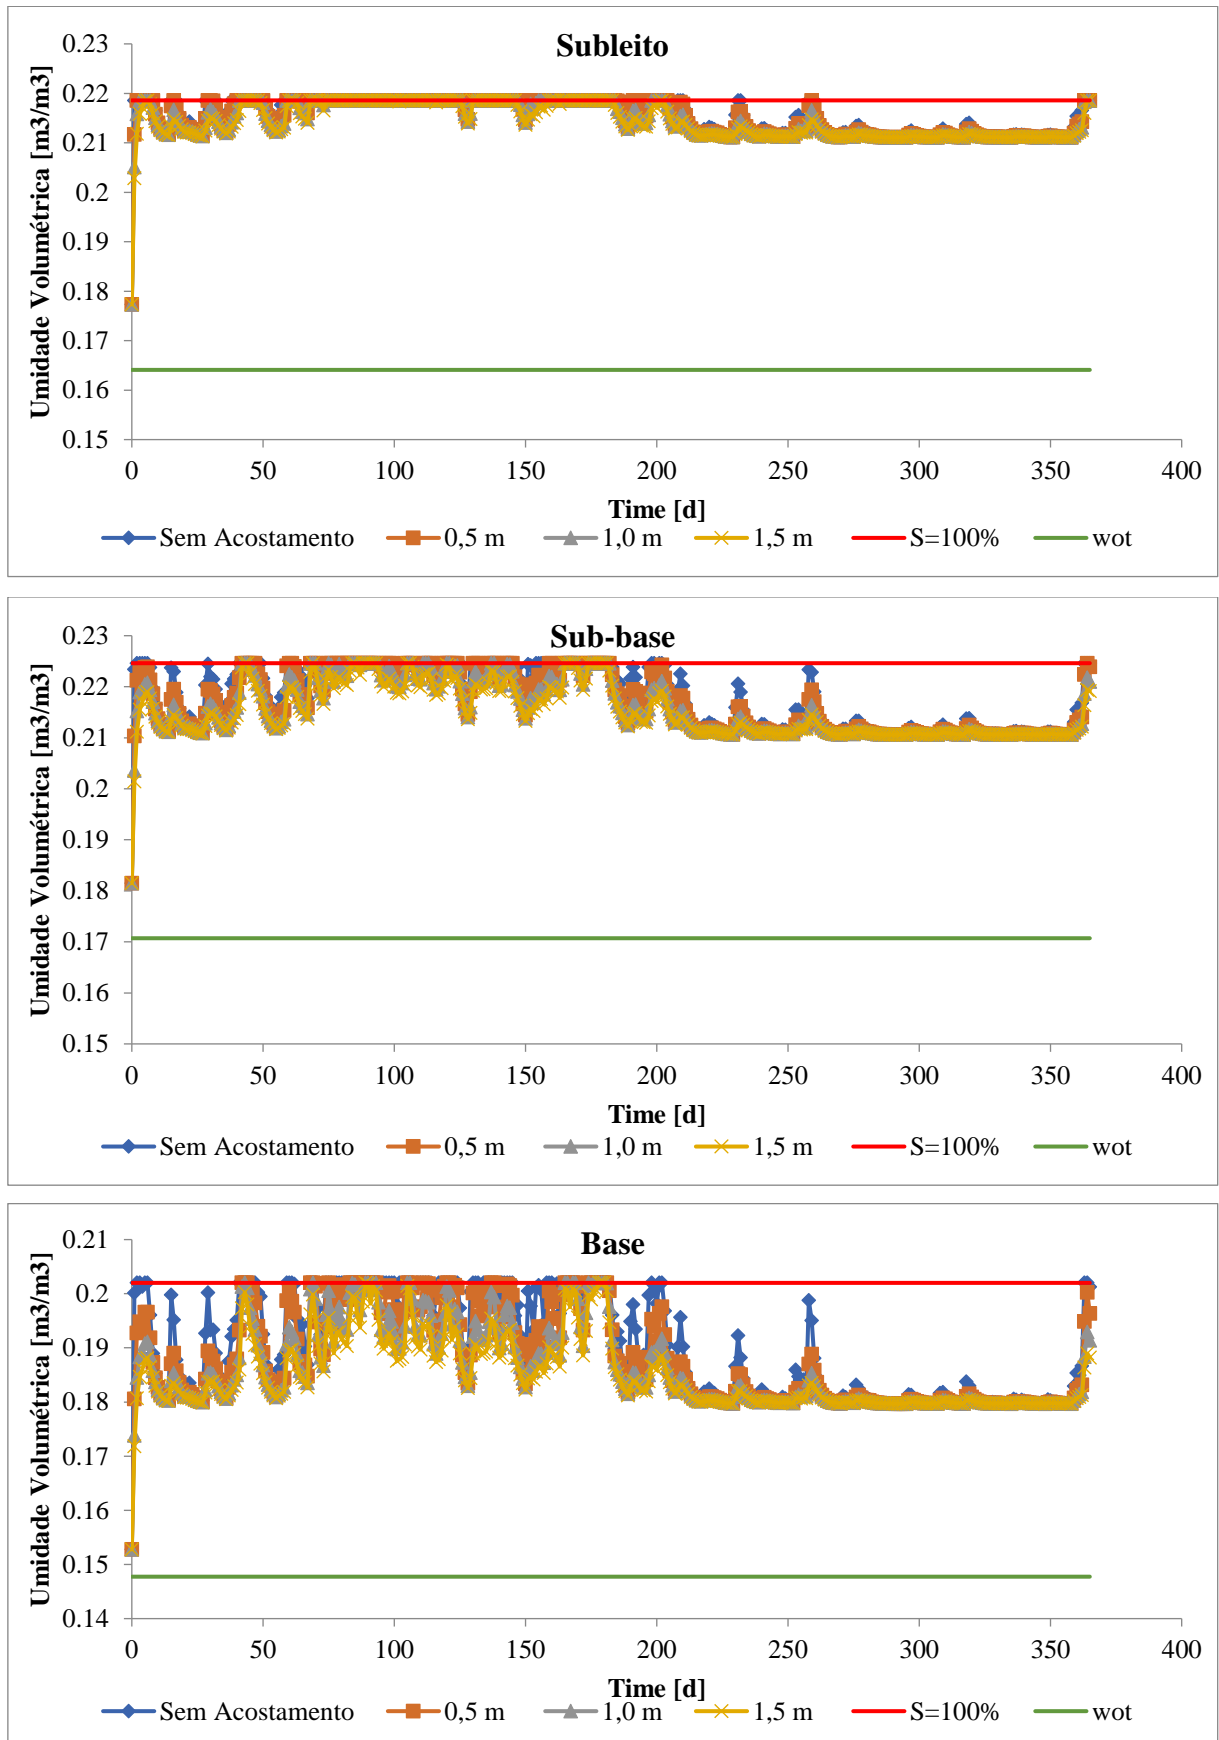 Subleito
Umidade Volumétrica [m3/m3]
0.23
0.22
0.21
0.2
0.19
0.18
0.17
0.16
0.15
0 50 100 150 200 250 300 350 400
Time [d]
Sem Acostamento 0,5 m 1,0 m 1,5 m S=100% wot
Sub-base
Umidade Volumétrica [m3/m3]
0.23
0.22
0.21
0.2
0.19
0.18
0.17
0.16
0.15
0 50 100 150 200 250 300 350 400
Time [d]
Sem Acostamento 0,5 m 1,0 m 1,5 m S=100% wot
Base
Umidade Volumétrica [m3/m3]
0.21
0.2
0.19
0.18
0.17
0.16
0.15
0.14
0 50 100 150 200 250 300 350 400
Time [d]
Sem Acostamento 0,5 m 1,0 m 1,5 m S=100% wot